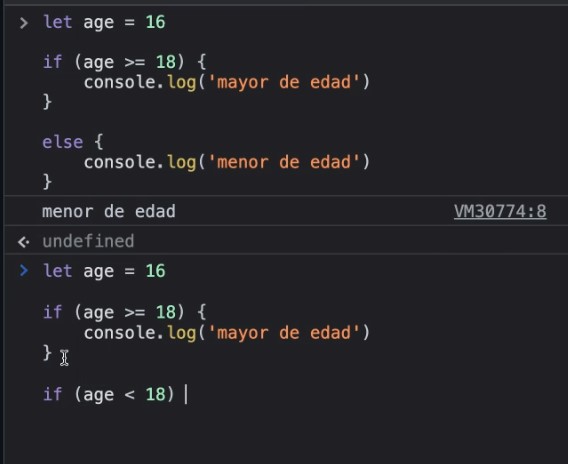 let age = 16
if (age >= 18) {
    console.log('mayor de edad')
}
else {
    console.log('menor de edad')
}
menor de edad VM30774:8
undefined
let age = 16
if (age >= 18) {
    console.log('mayor de edad')
}
if (age < 18)